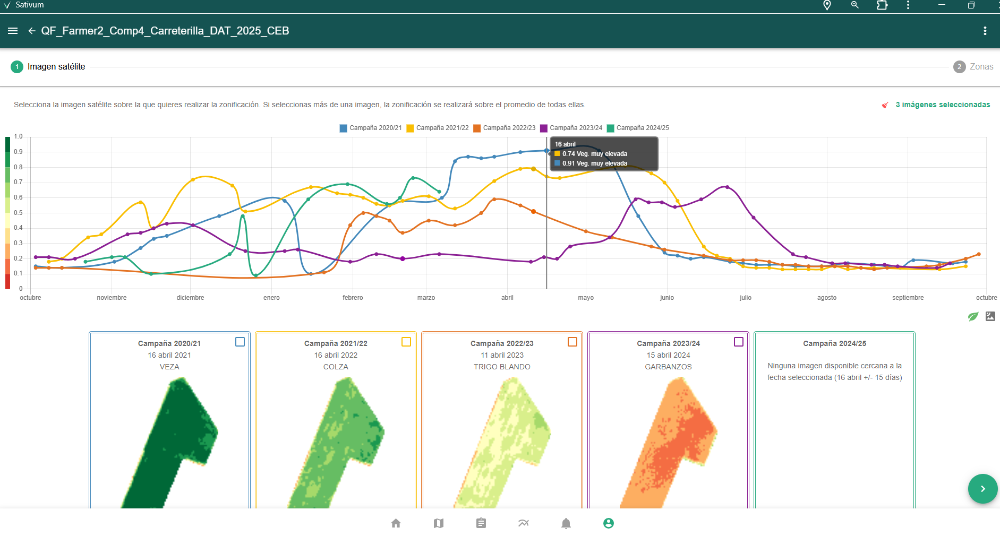 Sativum
QF_Farmer2_Comp4_Carreterilla_DAT_2025_CEB
1 Imagen satélite
2 Zonas
Selecciona la imagen satélite sobre la que quieres realizar la zonificación. Si seleccionas más de una imagen, la zonificación se realizará sobre el promedio de todas ellas.
3 imágenes seleccionadas
Campaña 2020/21 Campaña 2021/22 Campaña 2022/23 Campaña 2023/24 Campaña 2024/25
1.0
0.9
0.8
0.7
0.6
0.5
0.4
0.3
0.2
0.1
0
16 abril
0.74 Veg. muy elevada
0.91 Veg. muy elevada
octubre noviembre diciembre enero febrero marzo abril mayo junio julio agosto septiembre octubre
Campaña 2020/21
16 abril 2021
VEZA
Campaña 2021/22
16 abril 2022
COLZA
Campaña 2022/23
11 abril 2023
TRIGO BLANDO
Campaña 2023/24
15 abril 2024
GARBANZOS
Campaña 2024/25
Ninguna imagen disponible cercana a la
fecha seleccionada (16 abril +/- 15 días)